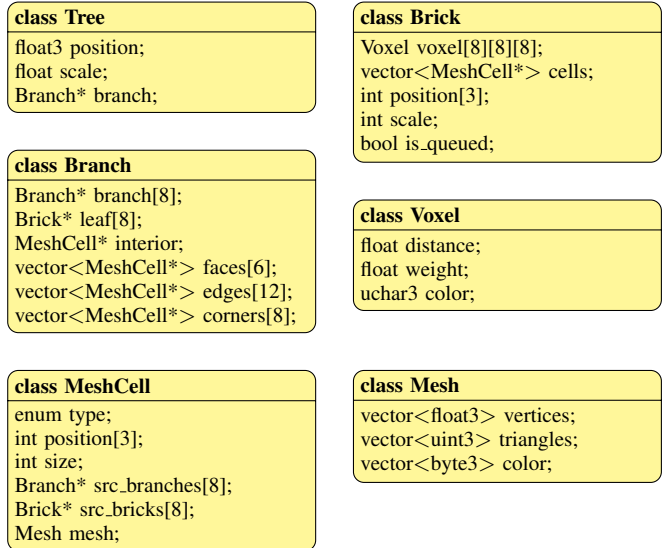 class Tree
float3 position;
float scale;
Branch* branch;
class Branch
Branch* branch[8];
Brick* leaf[8];
MeshCell* interior;
vector<MeshCell*> faces[6];
vector<MeshCell*> edges[12];
vector<MeshCell*> corners[8];
class MeshCell
enum type;
int position[3];
int size;
Branch* src_branches[8];
Brick* src_bricks[8];
Mesh mesh;
class Brick
Voxel voxel[8][8][8];
vector<MeshCell*> cells;
int position[3];
int scale;
bool is_queued;
class Voxel
float distance;
float weight;
uchar3 color;
class Mesh
vector<float3> vertices;
vector<uint3> triangles;
vector<byte3> color;